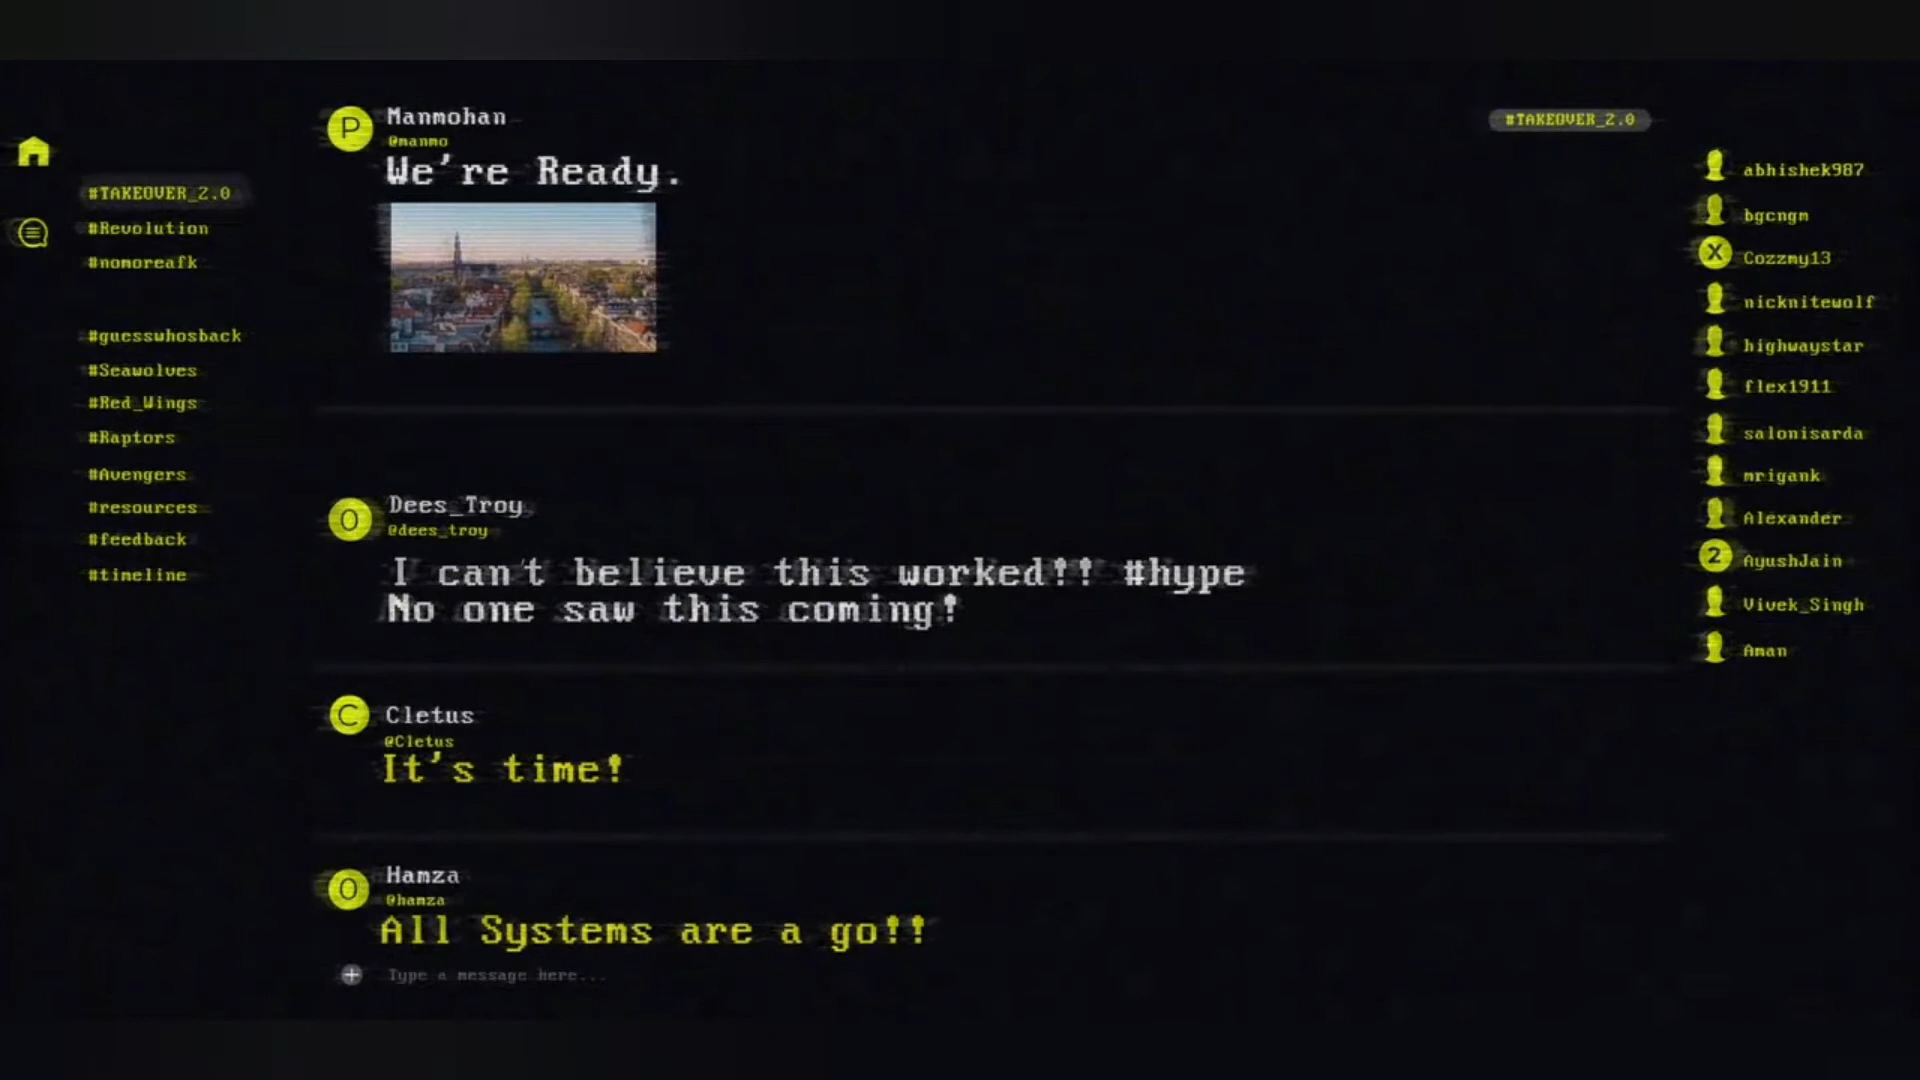 #TAKEOVER_2.0
#Revolution
#nomoreafk
#guesswhosback
#Seawolves
#Red_Wings
#Raptors
#Avengers
#resources
#feedback
#timeline
P
Manmohan
@manmo
We're Ready.
O
Dees_Troy
@dees_troy
I can't believe this worked!! #hype
No one saw this coming!
C
Cletus
@Cletus
It's time!
O
Hamza
@hamza
All Systems are a go!!
Type a message here...
#TAKEOVER_2.0
abhishek987
bgcngm
X
Cozzmy13
nicknitewolf
highwaystar
flex1911
salonisarda
mrigank
Alexander
2
AyushJain
Vivek_Singh
Aman